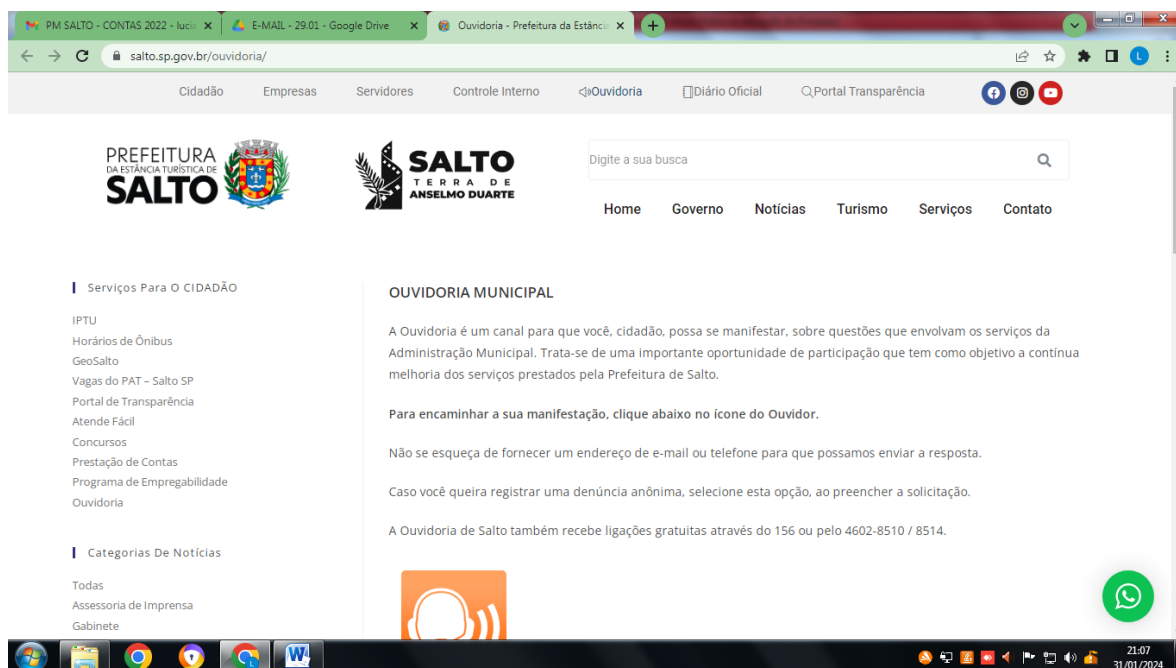 PM SALTO - CONTAS 2022 - lucia
E-MAIL - 29.01 - Google Drive
Ouvidoria - Prefeitura da Estância
salto.sp.gov.br/ouvidoria/
L
Cidadão Empresas Servidores Controle Interno Ouvidoria Diário Oficial Portal Transparência
PREFEITURA
DA ESTÂNCIA TURÍSTICA DE
SALTO
SALTO
TERRA DE
ANSELMO DUARTE
Digite a sua busca
Home Governo Notícias Turismo Serviços Contato
Serviços Para O CIDADÃO
IPTU
Horários de Ônibus
GeoSalto
Vagas do PAT – Salto SP
Portal de Transparência
Atende Fácil
Concursos
Prestação de Contas
Programa de Empregabilidade
Ouvidoria
Categorias De Notícias
Todas
Assessoria de Imprensa
Gabinete
OUVIDORIA MUNICIPAL
A Ouvidoria é um canal para que você, cidadão, possa se manifestar, sobre questões que envolvam os serviços da
Administração Municipal. Trata-se de uma importante oportunidade de participação que tem como objetivo a contínua
melhoria dos serviços prestados pela Prefeitura de Salto.
Para encaminhar a sua manifestação, clique abaixo no ícone do Ouvidor.
Não se esqueça de fornecer um endereço de e-mail ou telefone para que possamos enviar a resposta.
Caso você queira registrar uma denúncia anônima, selecione esta opção, ao preencher a solicitação.
A Ouvidoria de Salto também recebe ligações gratuitas através do 156 ou pelo 4602-8510 / 8514.
21:07
31/01/2024